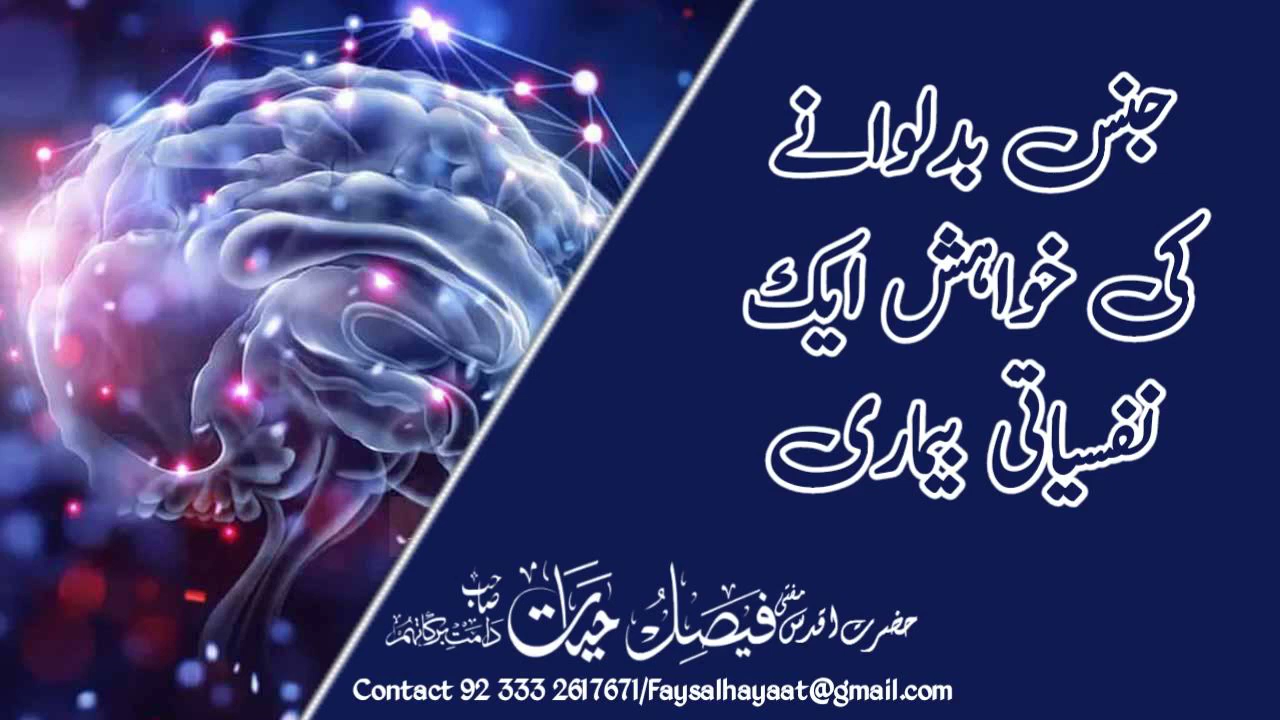 جنس بدلوانے
کی خواہش ایک
نفسیاتی بیماری
حضرت اقدس مفتی فیصل حیات صاحب دامت برکاتہم
Contact 92 333 2617671/Faysalhayaat@gmail.com